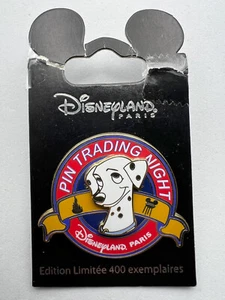 Disneyland
PARIS
PIN TRADING NIGHT
Disneyland PARIS
Edition Limitée 400 exemplaires